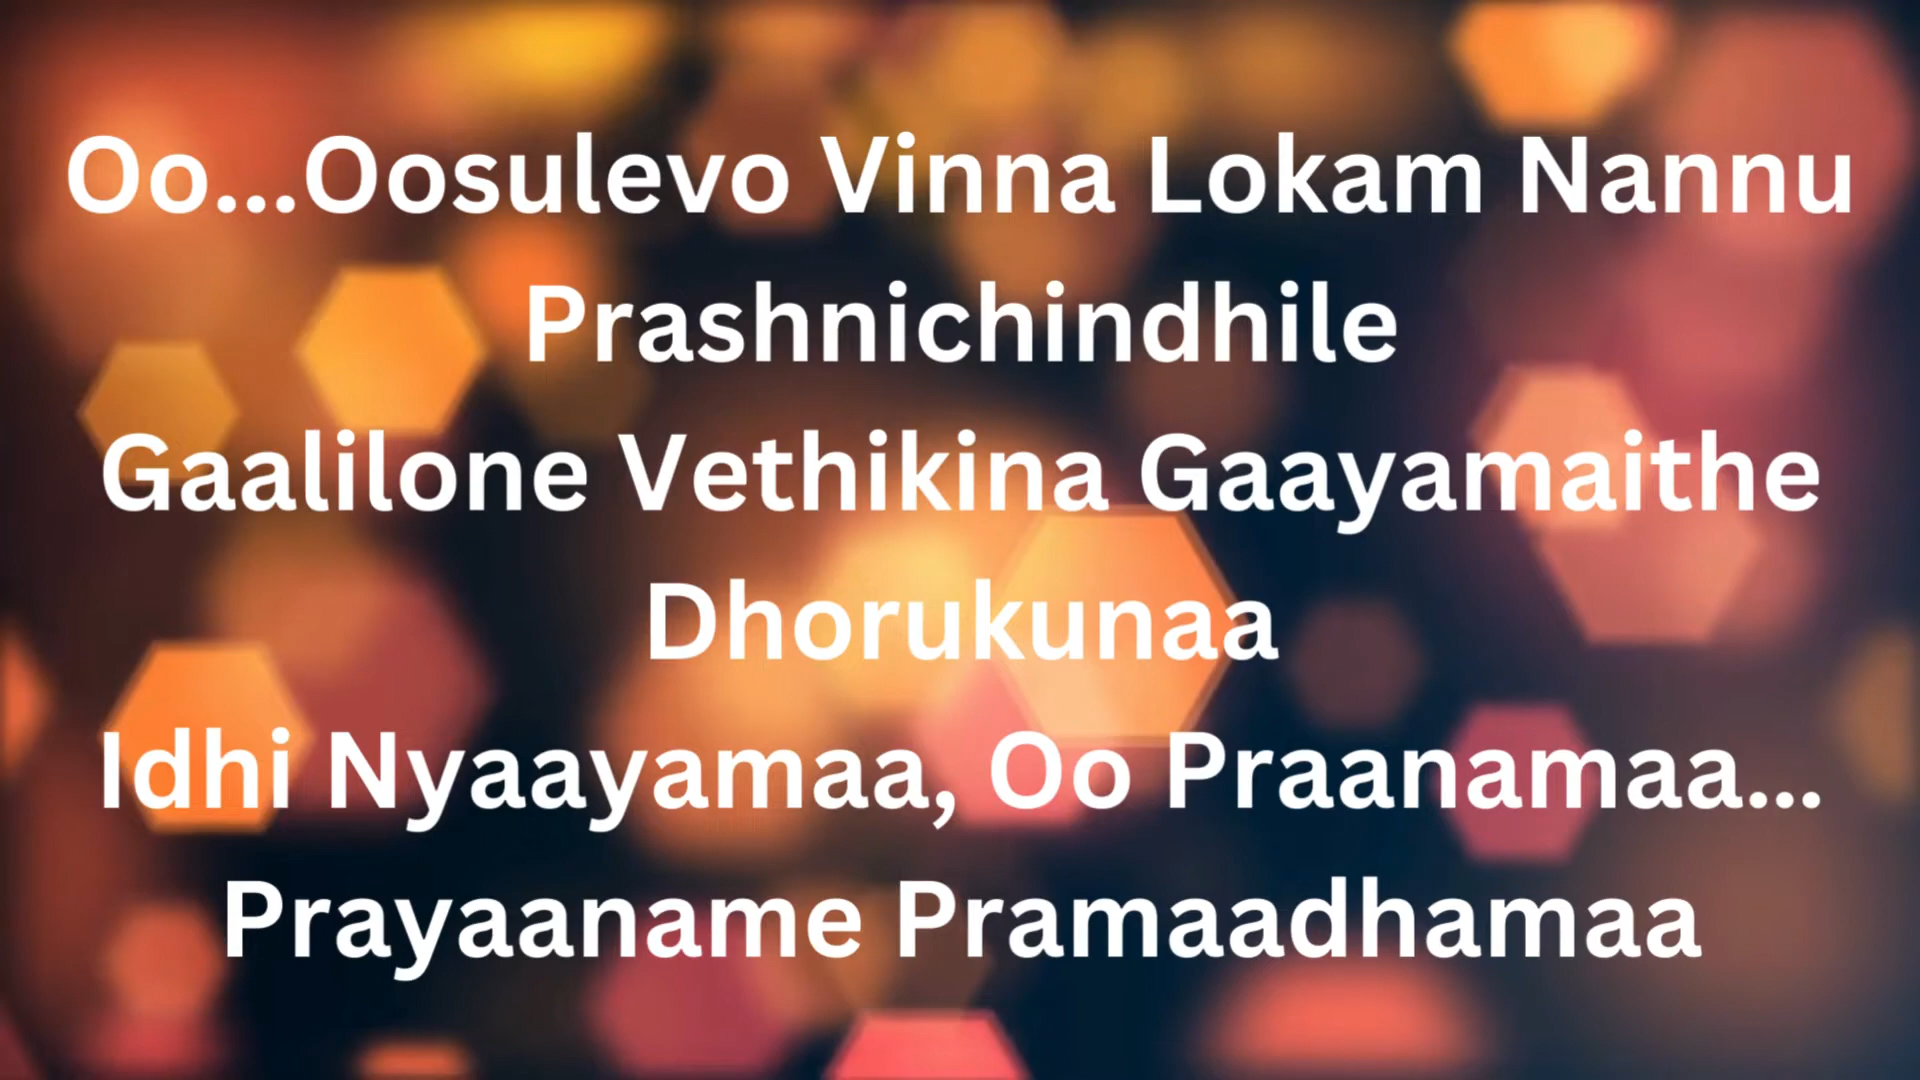 Oo...Oosulevo Vinna Lokam Nannu
Prashnichindhile
Gaalilone Vethikina Gaayamaithe
Dhorukunaa
Idhi Nyaayamaa, Oo Praanamaa...
Prayaaname Pramaadhamaa